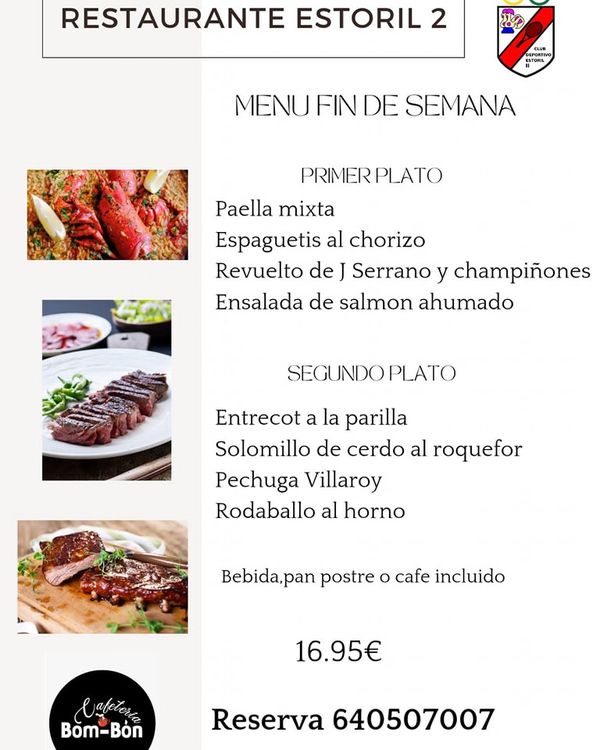 RESTAURANTE ESTORIL 2
CLUB
DEPORTIVO
ESTORIL
II
MENU FIN DE SEMANA
PRIMER PLATO
Paella mixta
Espaguetis al chorizo
Revuelto de J Serrano y champiñones
Ensalada de salmon ahumado
SEGUNDO PLATO
Entrecot a la parilla
Solomillo de cerdo al roquefor
Pechuga Villaroy
Rodaballo al horno
Bebida,pan postre o cafe incluido
16.95€
Cafetería
Bom-Bón
Reserva 640507007